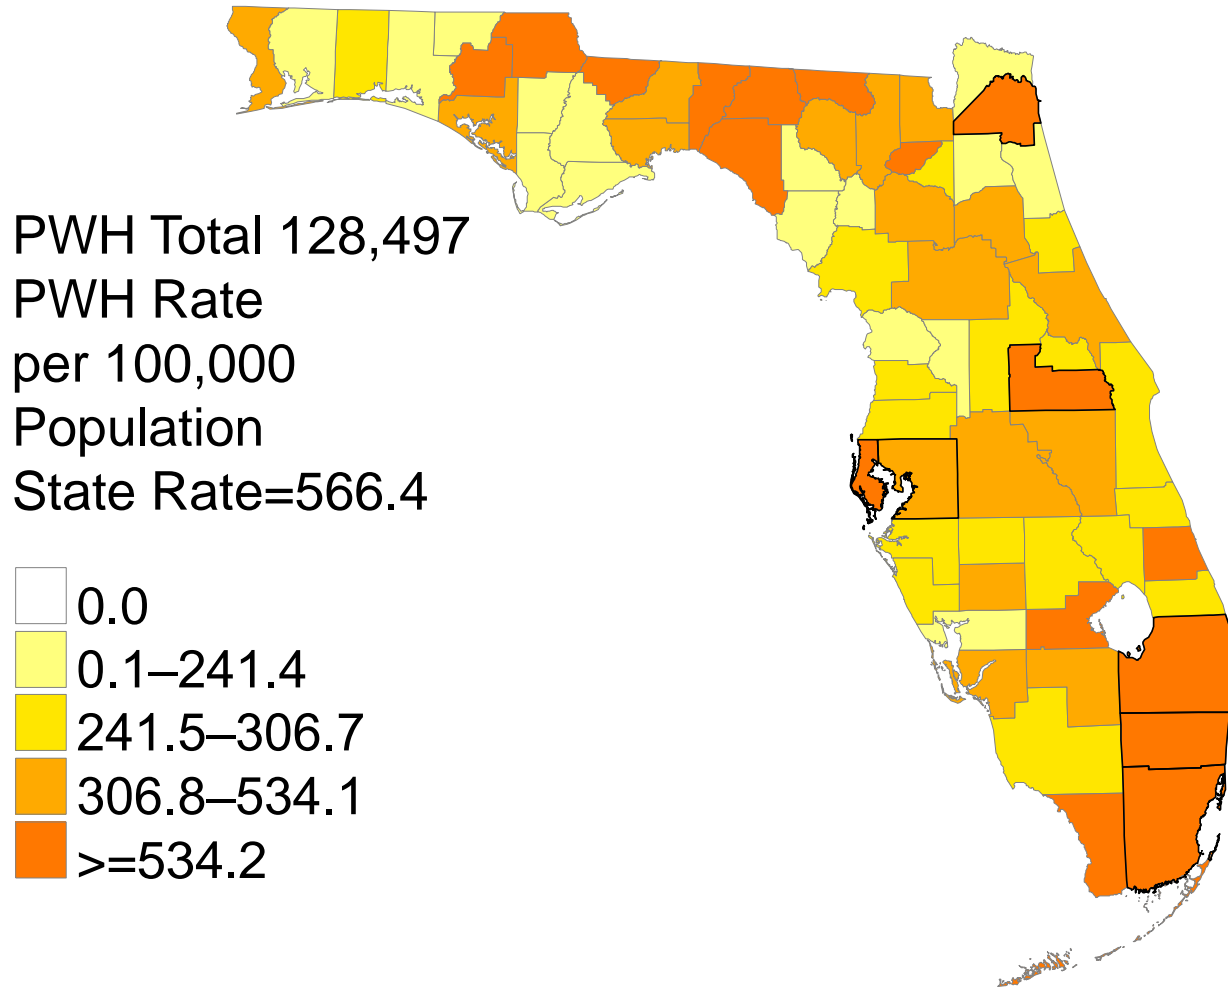 PWH Total 128,497
PWH Rate
per 100,000
Population
State Rate=566.4
0.0
0.1–241.4
241.5–306.7
306.8–534.1
>=534.2